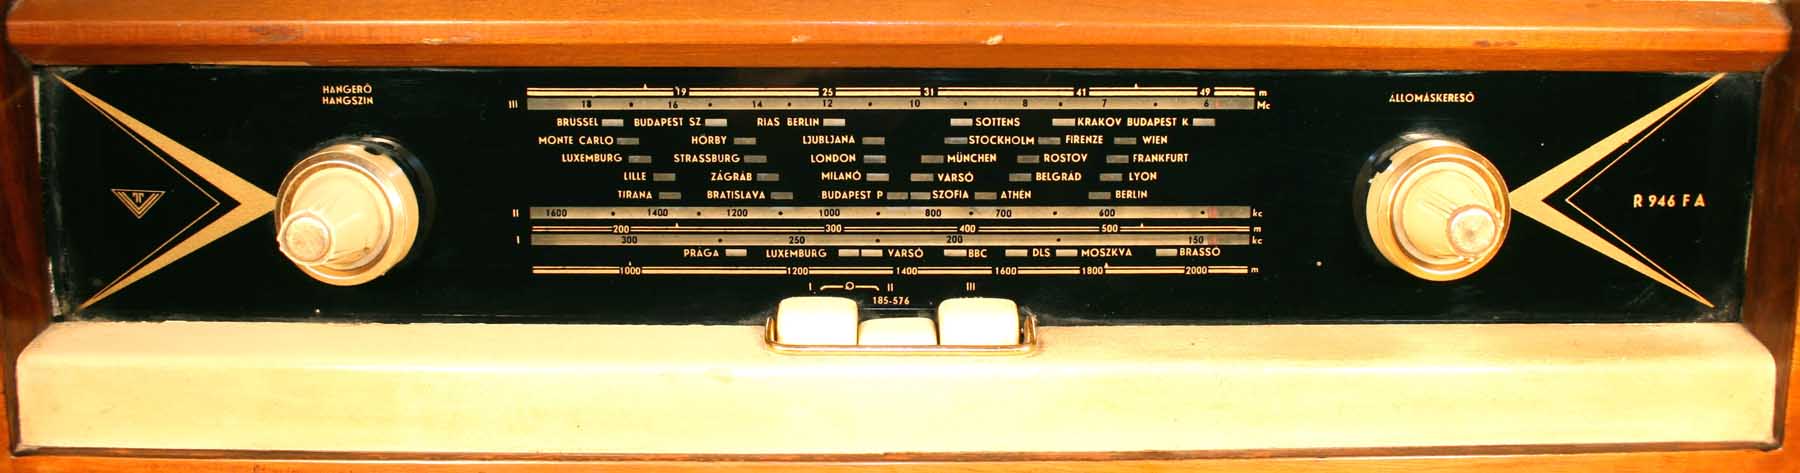 HANGERŐ
HANGSZIN
ÁLLOMÁSKERESŐ
R 946 F A
19 25 31 41 49 m
III 18 16 14 12 10 8 7 6 Mc
BRÜSSEL BUDAPEST SZ RIAS BERLIN SOTTENS KRAKOV BUDAPEST K
MONTE CARLO HÖRBY LJUBLJANA STOCKHOLM FIRENZE WIEN
LUXEMBURG STRASSBURG LONDON MÜNCHEN ROSTOV FRANKFURT
LILLE ZÁGRÁB MILANÓ VARSÓ BELGRÁD LYON
TIRANA BRATISLAVA BUDAPEST P SZOFIA ATHÉN BERLIN
II 1600 1400 1200 1000 800 700 600 kc
200 300 400 500 m
I 300 250 200 150 kc
PRÁGA LUXEMBURG VARSÓ BBC DLS MOSZKVA BRASSÓ
1000 1200 1400 1600 1800 2000 m
I II III
185-576